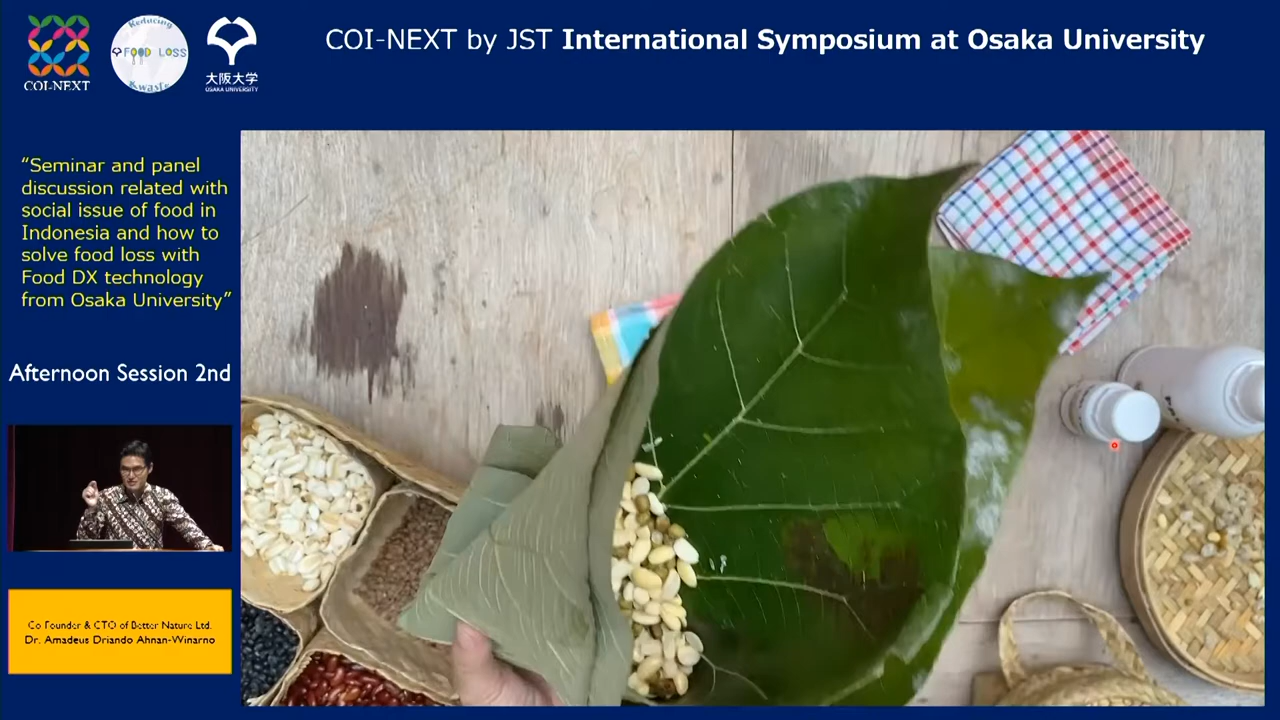 COI-NEXT by JST International Symposium at Osaka University
COI-NEXT
Reducing
FOOD LOSS
&waste
大阪大学
OSAKA UNIVERSITY
“Seminar and panel
discussion related with
social issue of food in
Indonesia and how to
solve food loss with
Food DX technology
from Osaka University”
Afternoon Session 2nd
Co Founder & CTO of Better Nature Ltd.
Dr. Amadeus Driando Ahnan-Winarno